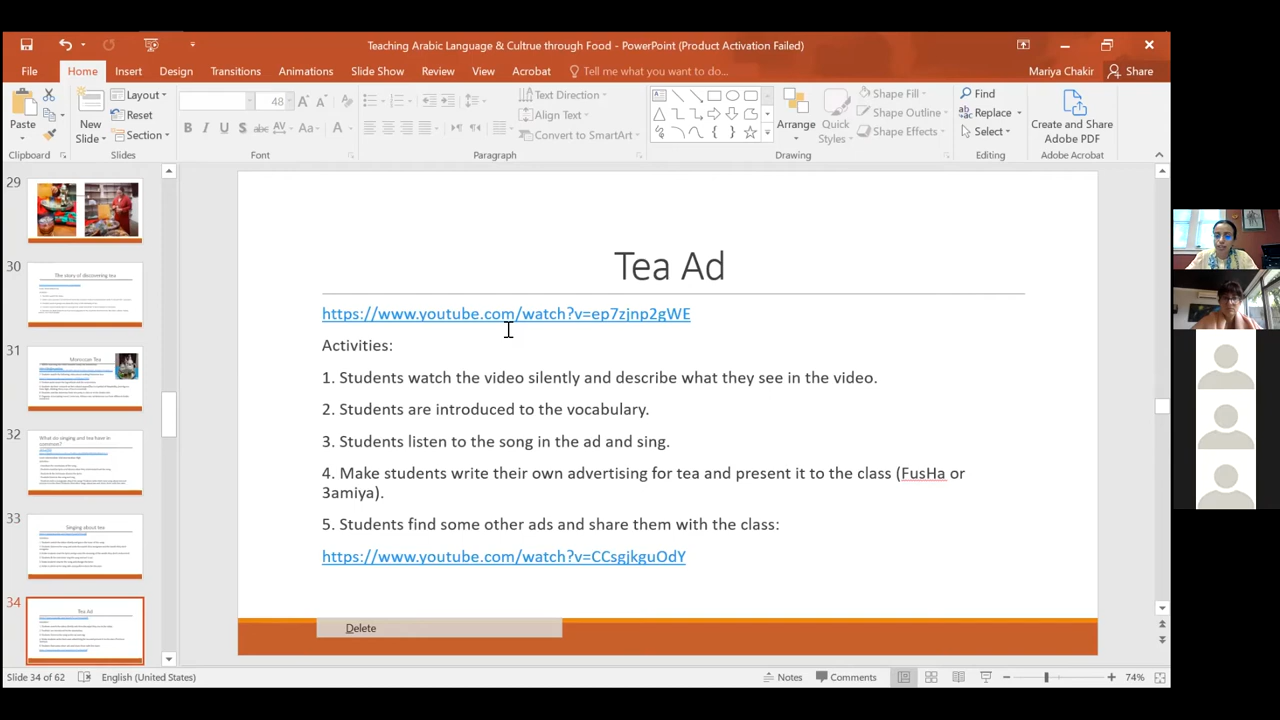 Teaching Arabic Language & Cultrue through Food - PowerPoint (Product Activation Failed)
File Home Insert Design Transitions Animations Slide Show Review View Acrobat Tell me what you want to do... Mariya Chakir Share
Paste
New Slide
Layout
Reset
Section
48
Text Direction
Align Text
Convert to SmartArt
Arrange
Quick Styles
Shape Fill
Shape Outline
Shape Effects
Find
Replace
Select
Create and Share Adobe PDF
Clipboard Slides Font Paragraph Drawing Editing Adobe Acrobat
29
30
The story of discovering tea
31
Moroccan Tea
32
What do singing and tea have in common?
33
Singing about tea
34
Tea Ad
Tea Ad
https://www.youtube.com/watch?v=ep7zjnp2gWE
Activities:
1. Students watch the silently and describe what they see in the video.
2. Students are introduced to the vocabulary.
3. Students listen to the song in the ad and sing.
4. Make students write their own advertising for tea and present it to the class (FusHa or
3amiya).
5. Students find some other ads and share them with the class:
https://www.youtube.com/watch?v=CCsgjkguOdY
Delete
Slide 34 of 62 English (United States) Notes Comments 74%